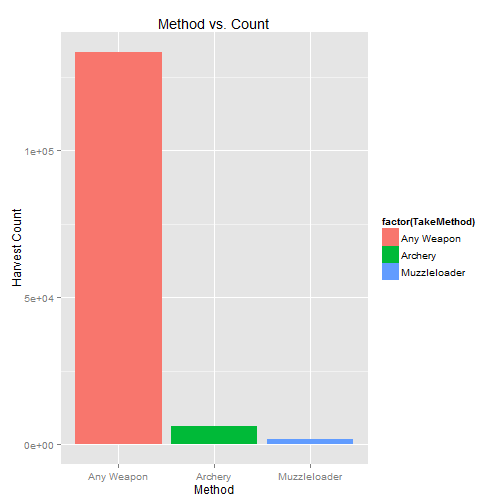 Method vs. Count
Harvest Count
1e+05
5e+04
0e+00
Any Weapon
Archery
Muzzleloader
Method
factor(TakeMethod)
Any Weapon
Archery
Muzzleloader